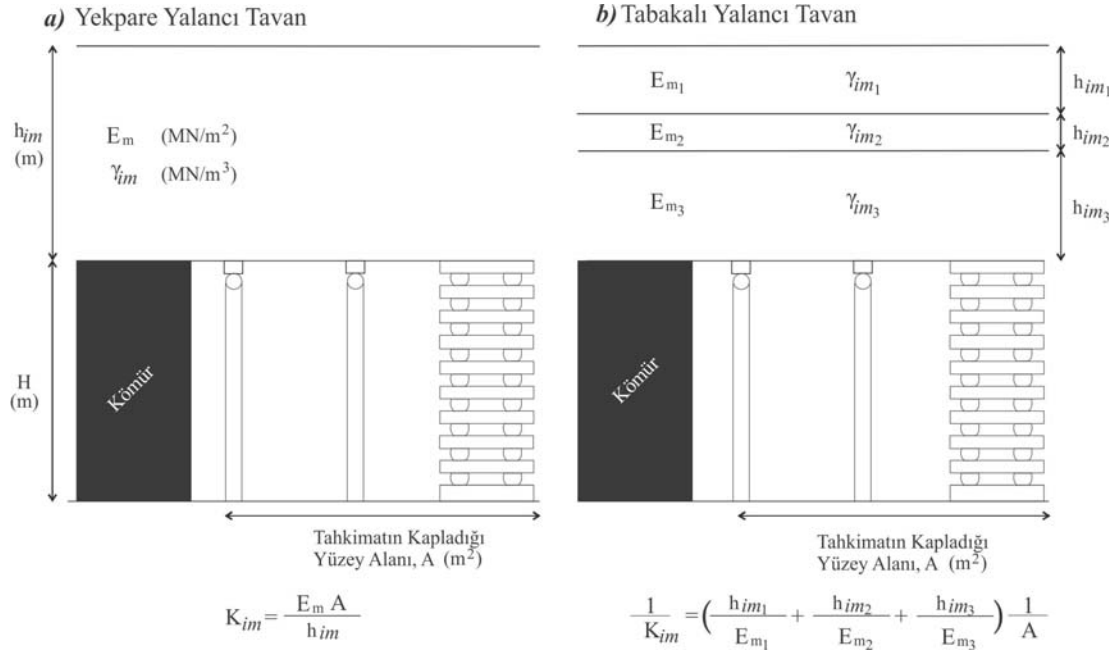 a) Yekpare Yalancı Tavan
h_im
(m)
E_m (MN/m²)
γ_im (MN/m³)
H
(m)
Kömür
Tahkimatın Kapladığı
Yüzey Alanı, A (m²)
K_im = E_m A / h_im
b) Tabakalı Yalancı Tavan
E_m₁ γ_im₁ h_im₁
E_m₂ γ_im₂ h_im₂
E_m₃ γ_im₃ h_im₃
Kömür
Tahkimatın Kapladığı
Yüzey Alanı, A (m²)
1 / K_im = ( h_im₁ / E_m₁ + h_im₂ / E_m₂ + h_im₃ / E_m₃ ) 1 / A